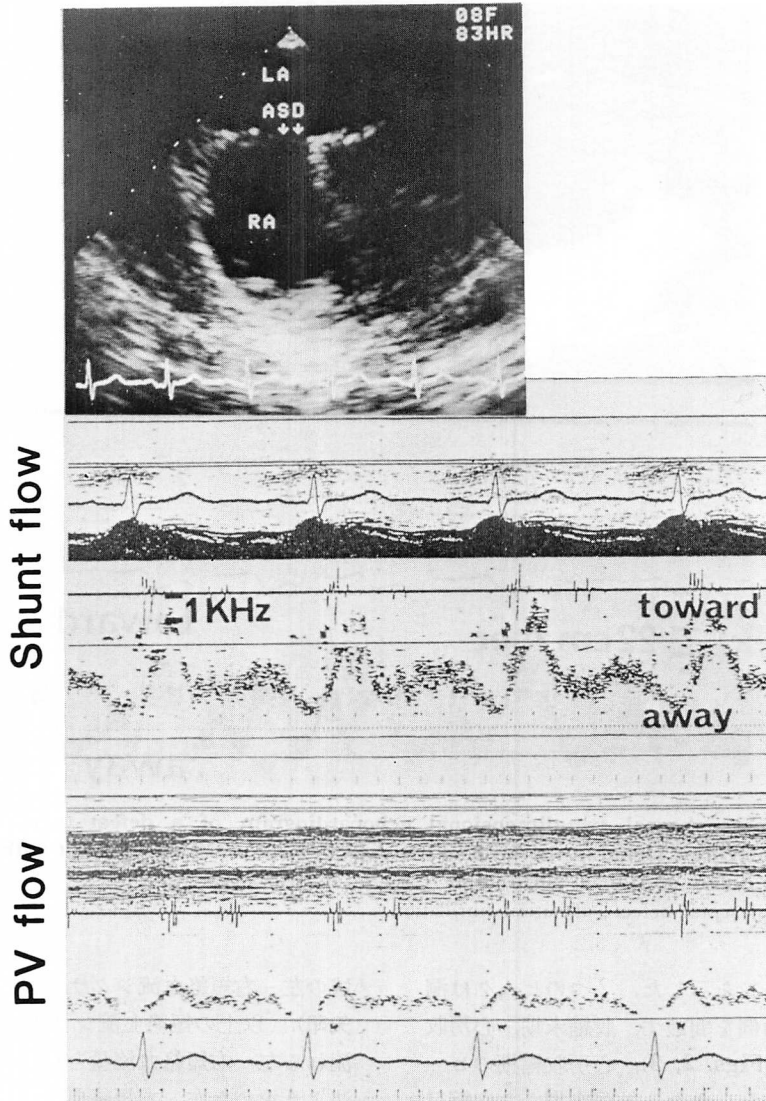 08F
83HR
LA
ASD
RA
Shunt flow
1KHz
toward
away
PV flow